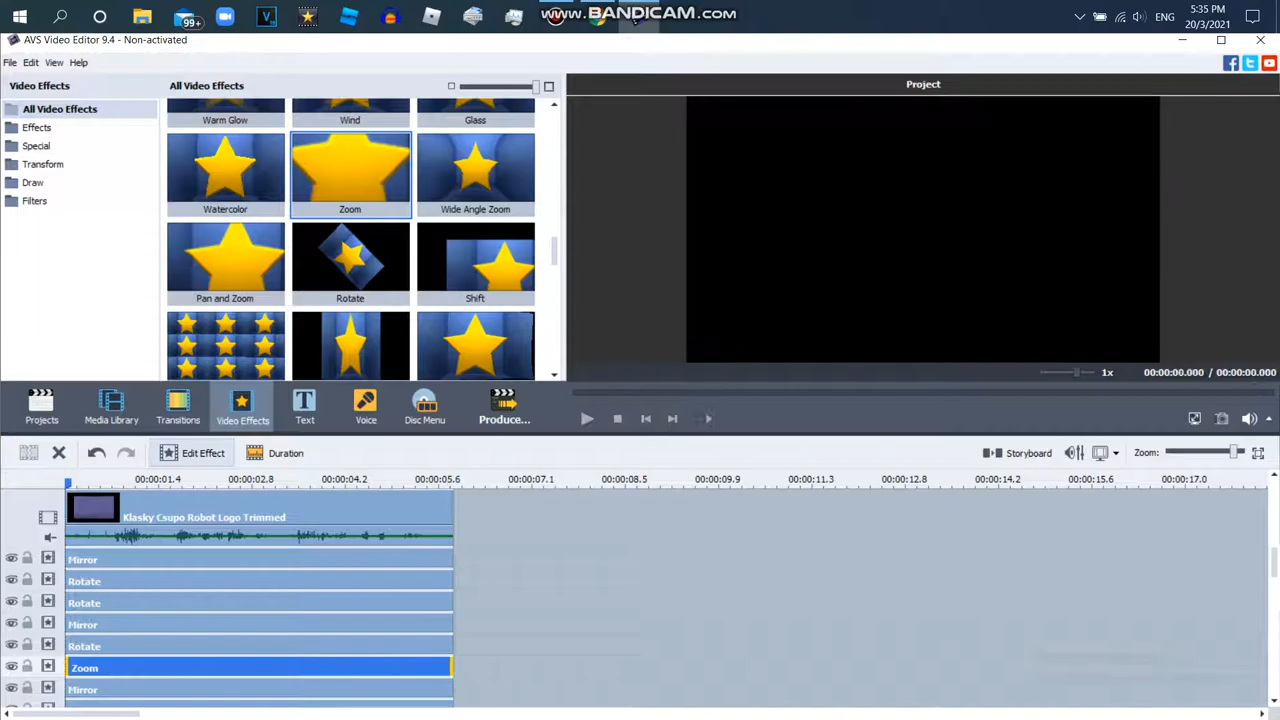 99+
www.BANDICAM.com
ENG
5:35 PM
20/3/2021
AVS Video Editor 9.4 - Non-activated
File Edit View Help
Video Effects
All Video Effects
Project
All Video Effects
Effects
Special
Transform
Draw
Filters
Warm Glow
Wind
Glass
Watercolor
Zoom
Wide Angle Zoom
Pan and Zoom
Rotate
Shift
1x
00:00:00.000 / 00:00:00.000
Projects
Media Library
Transitions
Video Effects
Text
Voice
Disc Menu
Produce...
Edit Effect
Duration
Storyboard
Zoom:
00:00:01.4 00:00:02.8 00:00:04.2 00:00:05.6 00:00:07.1 00:00:08.5 00:00:09.9 00:00:11.3 00:00:12.8 00:00:14.2 00:00:15.6 00:00:17.0
Klasky Csupo Robot Logo Trimmed
Mirror
Rotate
Rotate
Mirror
Rotate
Zoom
Mirror